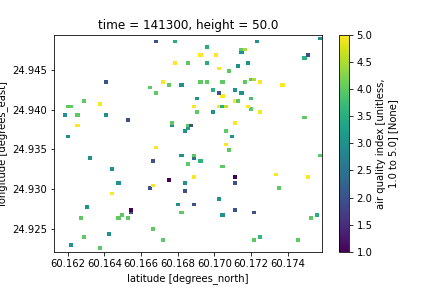 time = 141300, height = 50.0
24.945
24.940
24.935
24.930
24.925
longitude [degrees_east]
60.162 60.164 60.166 60.168 60.170 60.172 60.174
latitude [degrees_north]
5.0
4.5
4.0
3.5
3.0
2.5
2.0
1.5
1.0
air quality index [unitless,
1.0 to 5.0] [None]